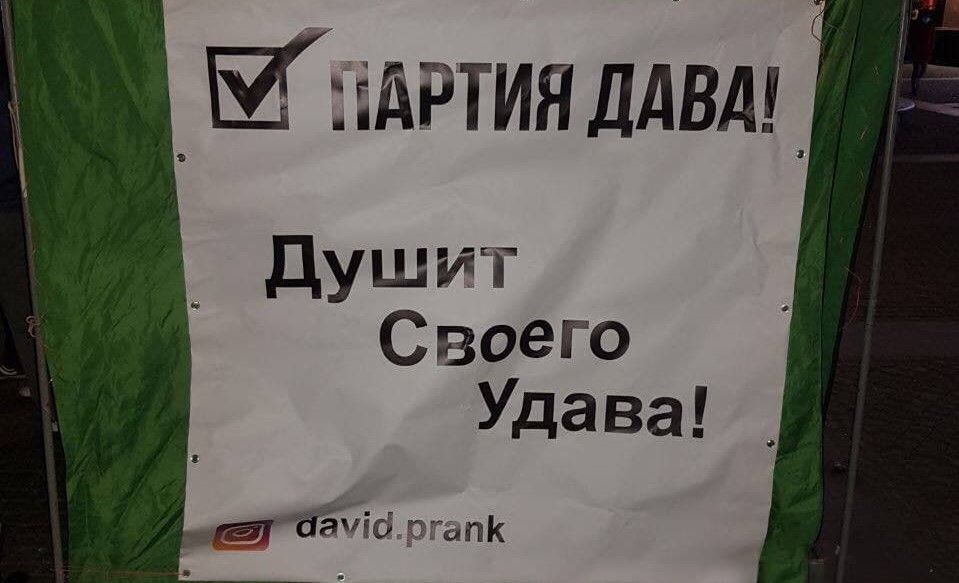 ПАРТИЯ ДАВА!
Душит
Своего
Удава!
david.prank